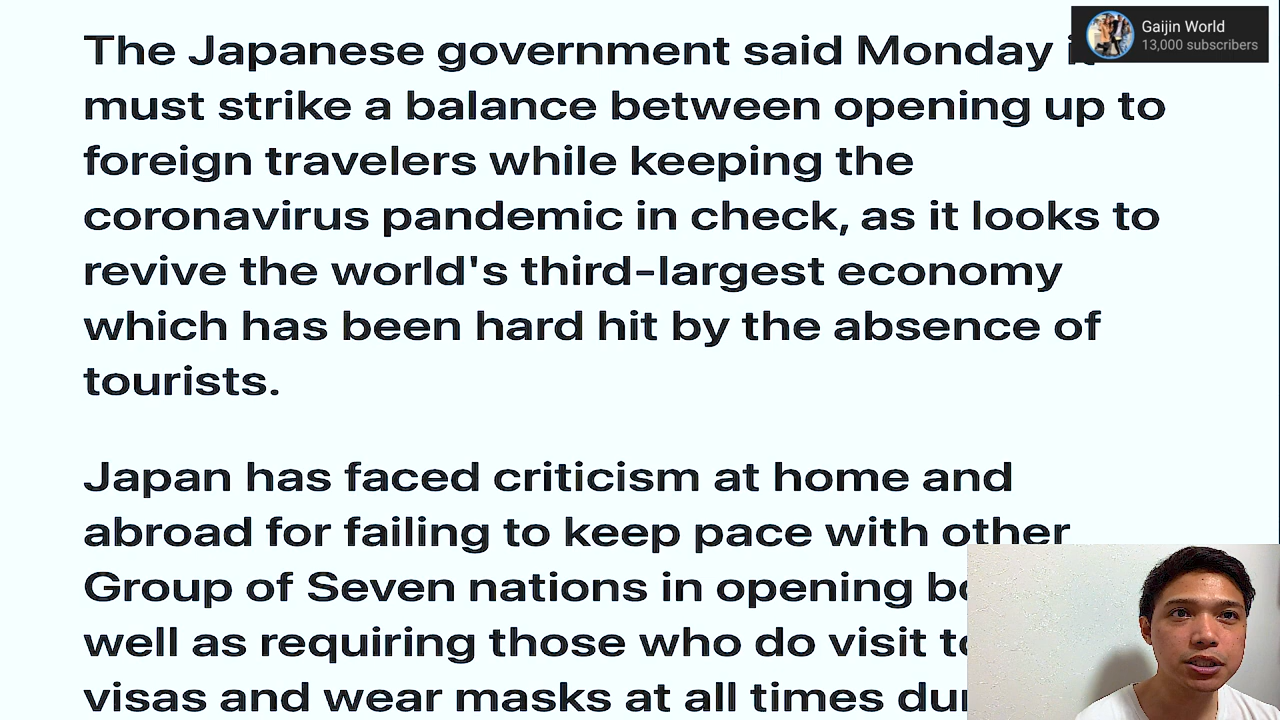 The Japanese government said Monday
must strike a balance between opening up to
foreign travelers while keeping the
coronavirus pandemic in check, as it looks to
revive the world's third-largest economy
which has been hard hit by the absence of
tourists.
Japan has faced criticism at home and
abroad for failing to keep pace with other
Group of Seven nations in opening
well as requiring those who do visit
visas and wear masks at all times
Gaijin World
13,000 subscribers